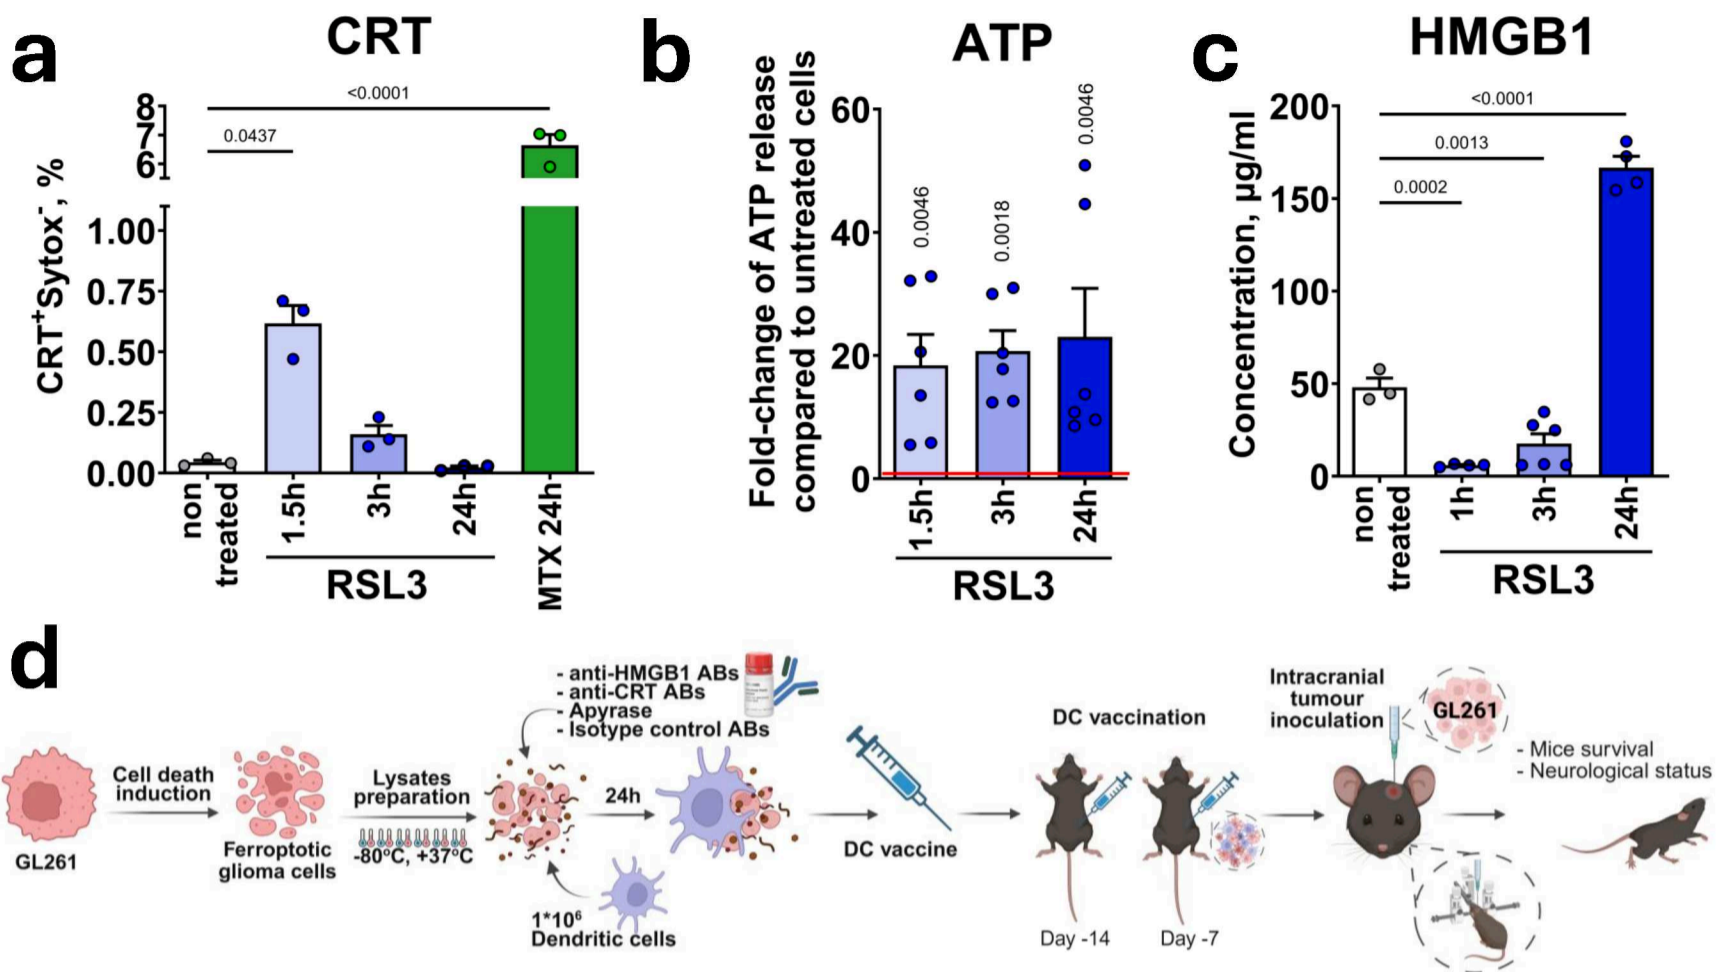 a
CRT
CRT⁺Sytox⁻, %
8
7
6
1.00
0.75
0.50
0.25
0.00
<0.0001
0.0437
non
treated
1.5h
3h
24h
MTX 24h
RSL3
b
ATP
Fold-change of ATP release
compared to untreated cells
60
40
20
0
0.0046
0.0018
0.0046
1.5h
3h
24h
RSL3
c
HMGB1
Concentration, µg/ml
200
150
100
50
0
<0.0001
0.0013
0.0002
non
treated
1h
3h
24h
RSL3
d
GL261
Cell death
induction
Ferroptotic
glioma cells
Lysates
preparation
-80°C, +37°C
- anti-HMGB1 ABs
- anti-CRT ABs
- Apyrase
- Isotype control ABs
1*10⁶
Dendritic cells
24h
DC vaccine
DC vaccination
Day -14
Day -7
Intracranial
tumour
inoculation
GL261
- Mice survival
- Neurological status